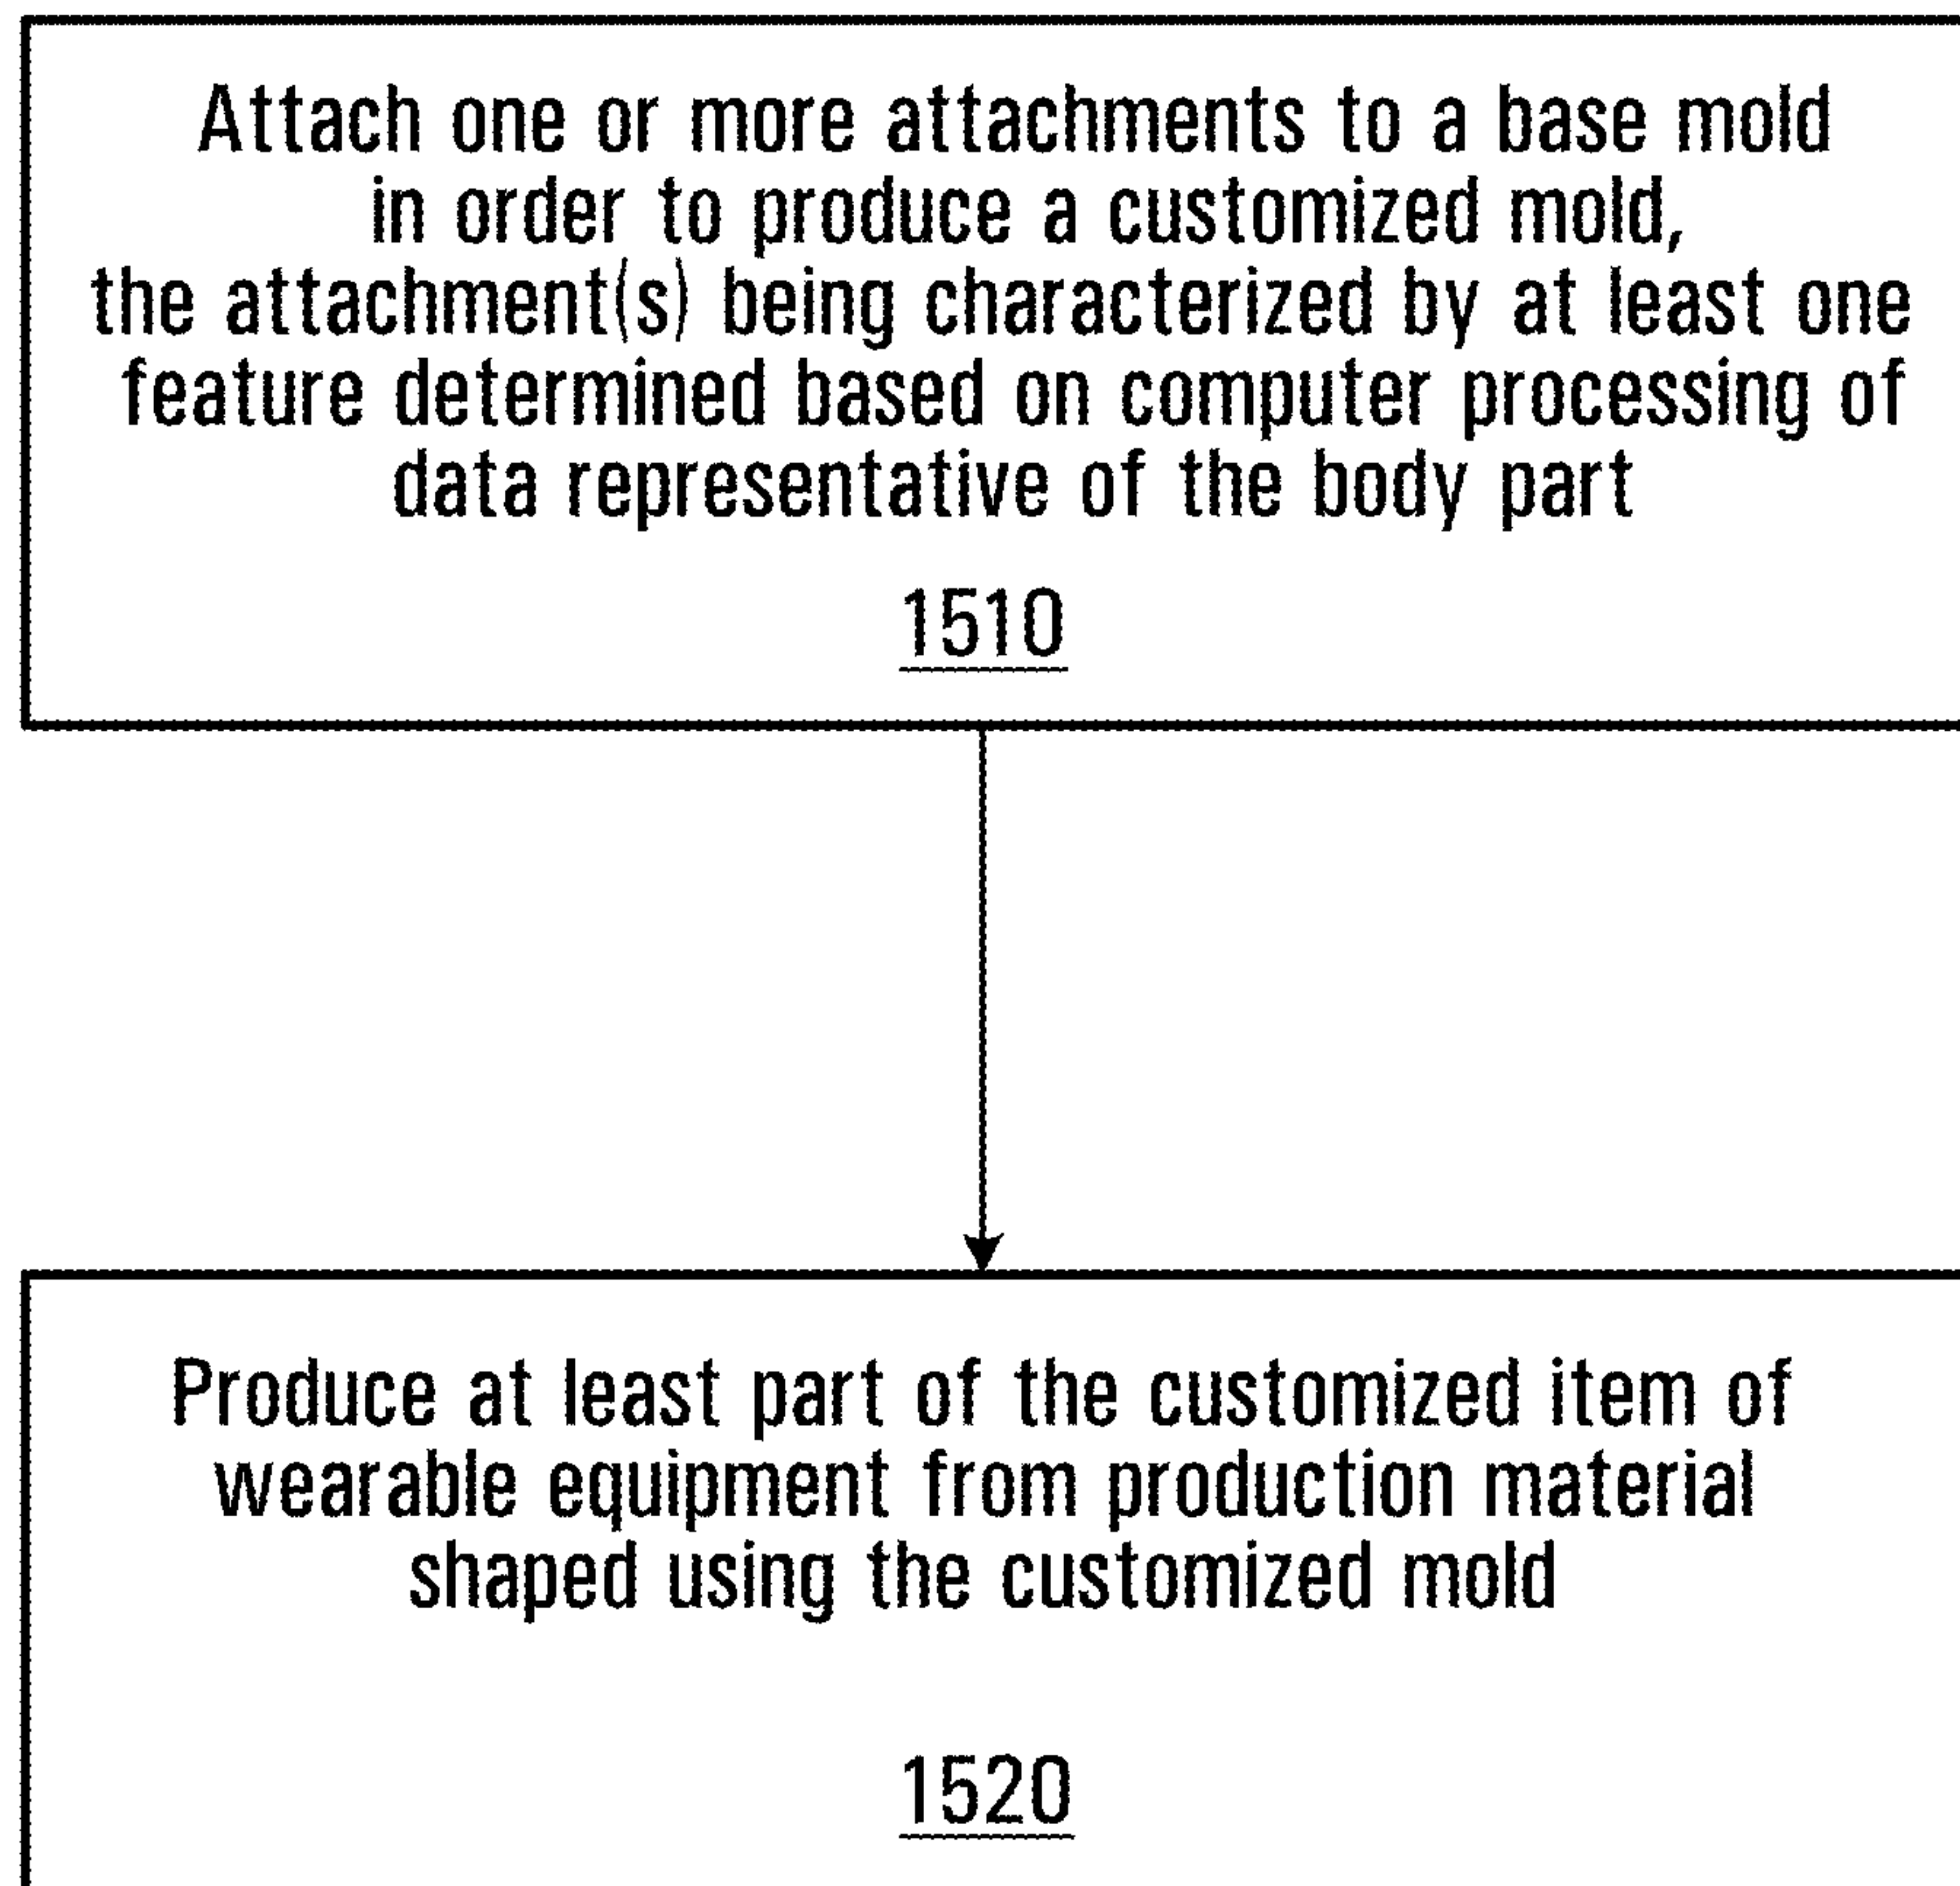 Attach one or more attachments to a base mold
in order to produce a customized mold,
the attachment(s) being characterized by at least one
feature determined based on computer processing of
data representative of the body part
1510
Produce at least part of the customized item of
wearable equipment from production material
shaped using the customized mold
1520